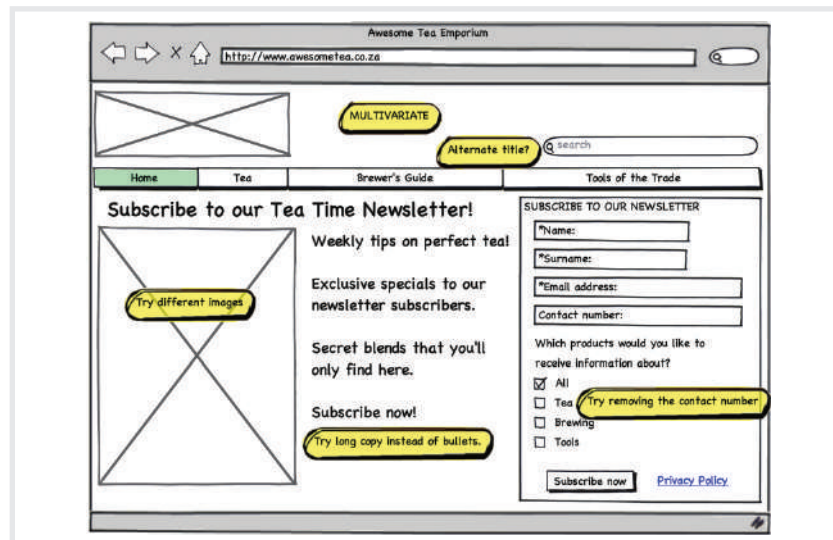 Awesome Tea Emporium
http://www.awesometea.co.za
MULTIVARIATE
Alternate title?
search
Home
Tea
Brewer's Guide
Tools of the Trade
Subscribe to our Tea Time Newsletter!
Weekly tips on perfect tea!
Exclusive specials to our
newsletter subscribers.
Secret blends that you'll
only find here.
Subscribe now!
Try different images
Try long copy instead of bullets.
SUBSCRIBE TO OUR NEWSLETTER
*Name:
*Surname:
*Email address:
Contact number:
Which products would you like to
receive information about?
All
Tea
Try removing the contact number
Brewing
Tools
Subscribe now
Privacy Policy